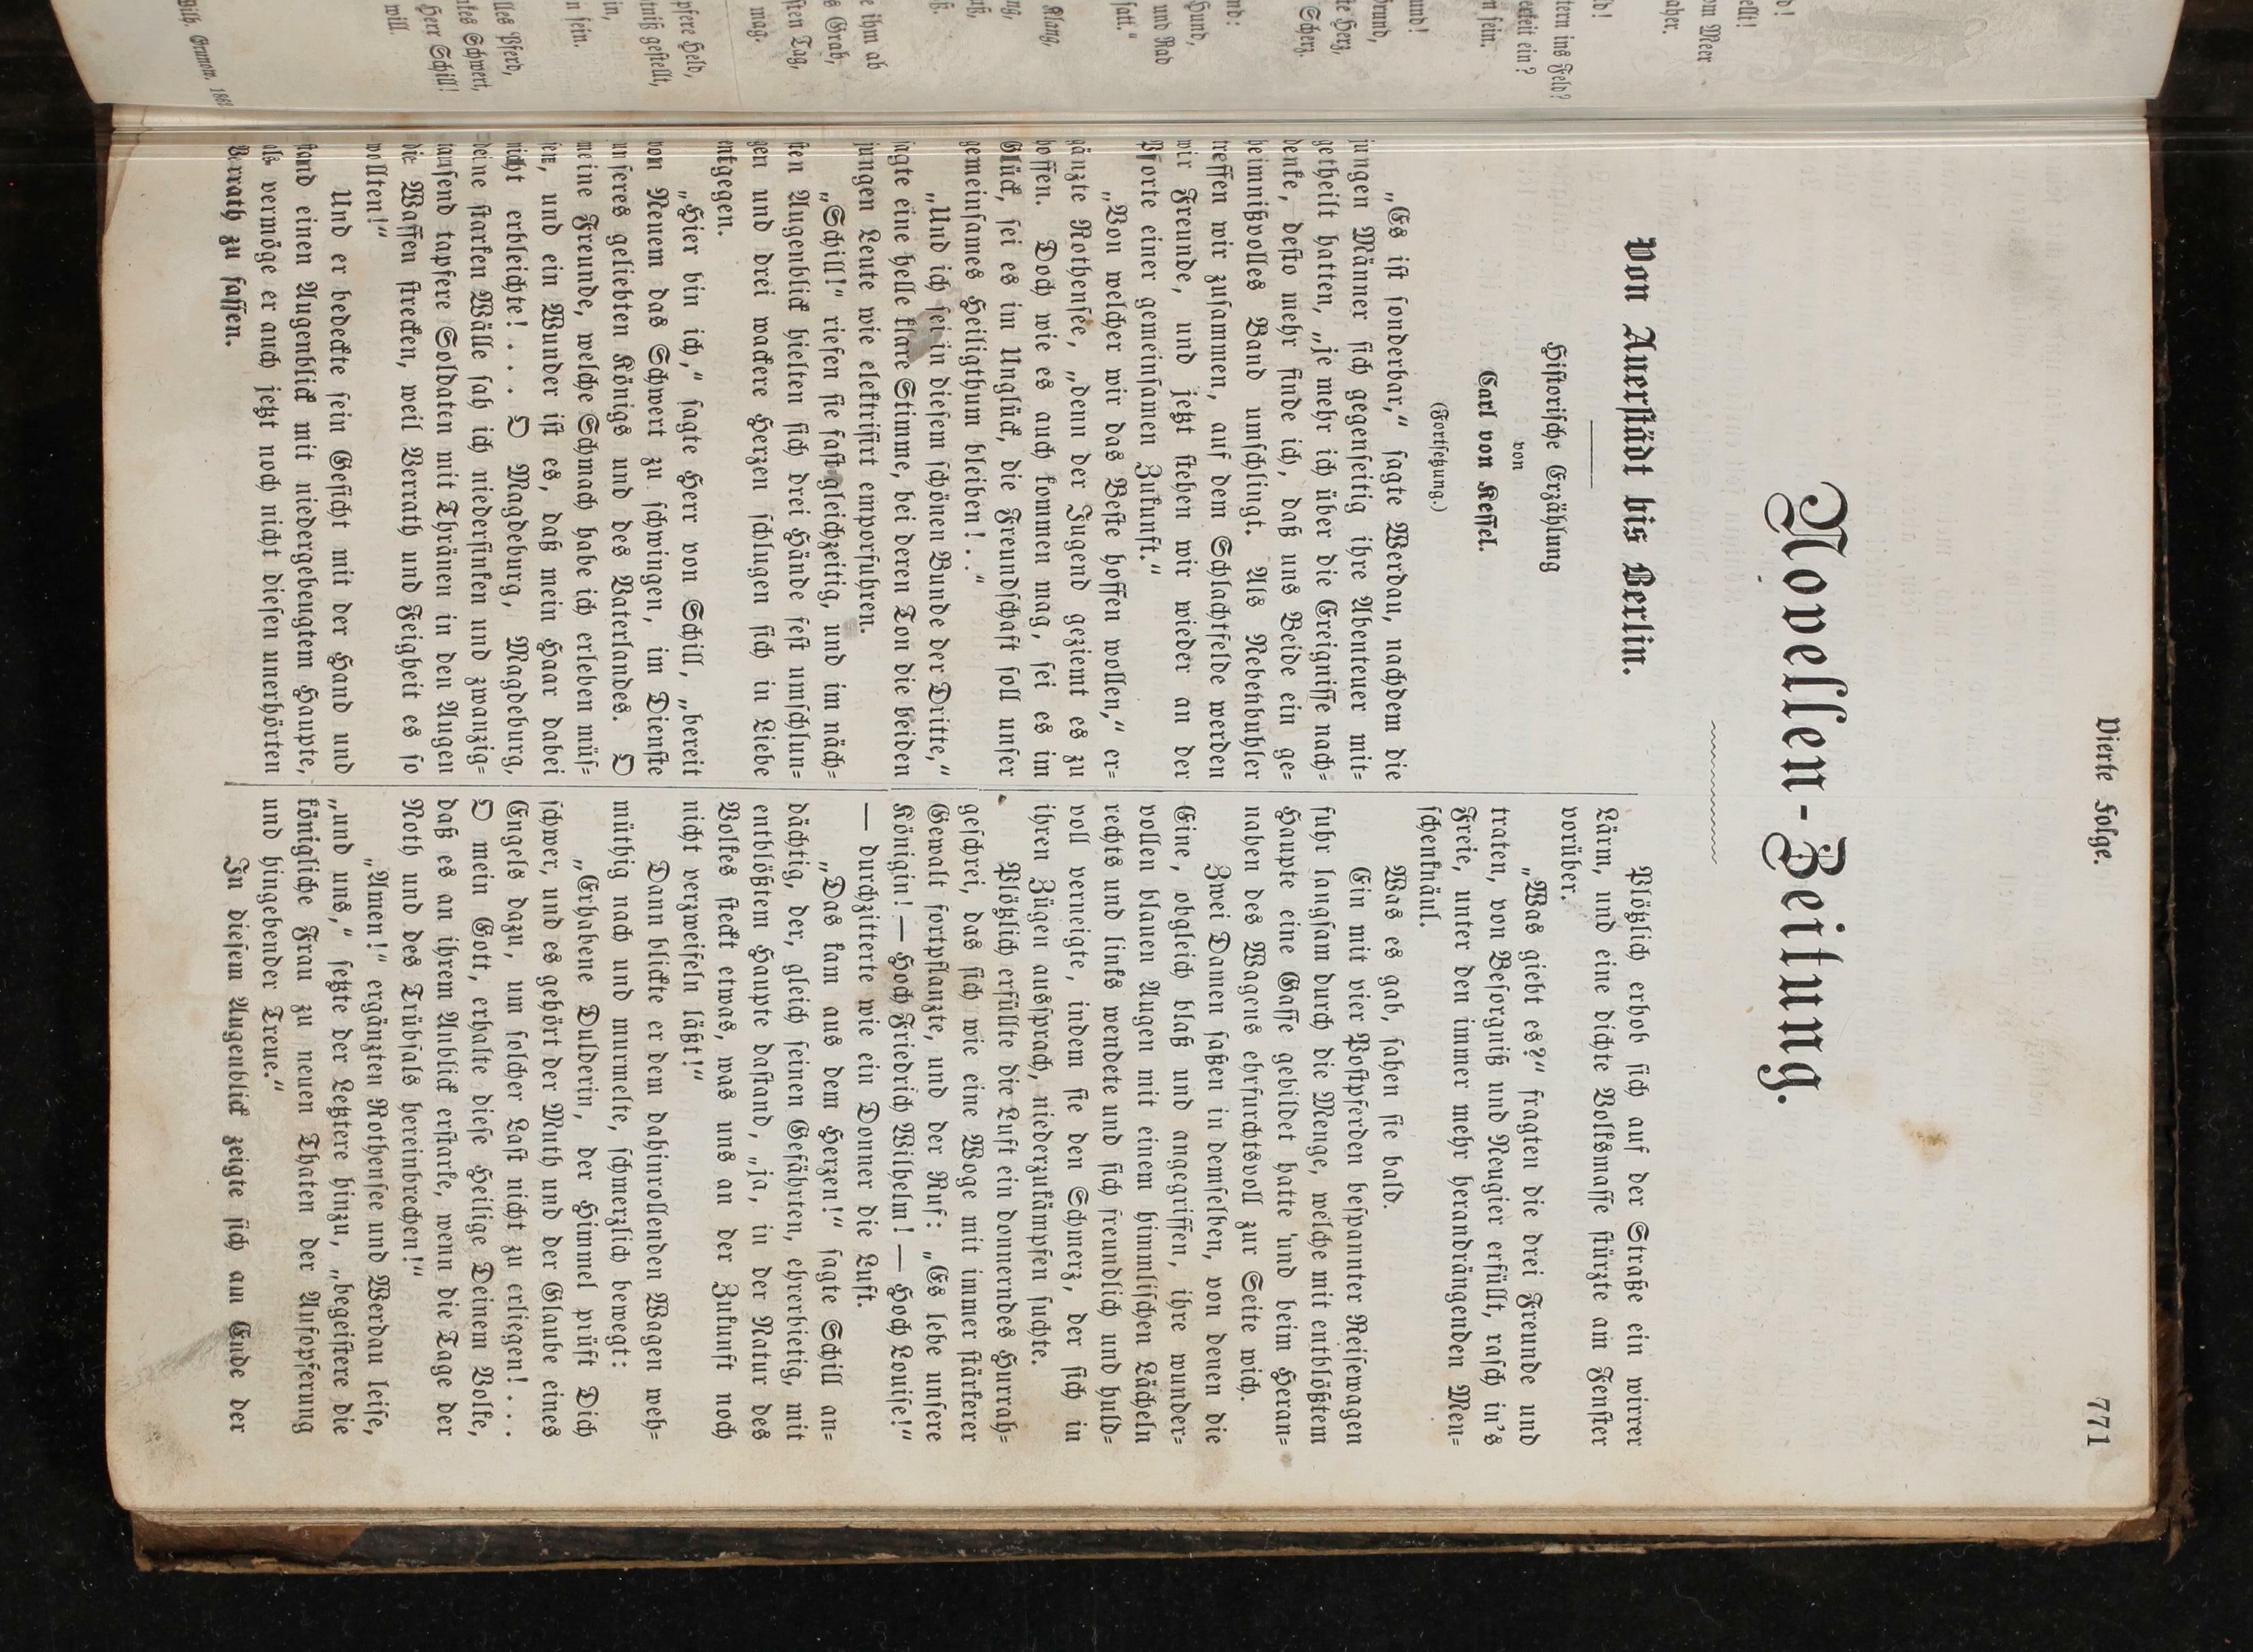 Vierte Folge.
771
Novellen-Zeitung.
Von Auerstädt bis Berlin.
Historische Erzählung
von
Carl von Kessel.
(Fortsetzung.)
„Es ist sonderbar,“ sagte Werdau, nachdem die
jungen Männer sich gegenseitig ihre Abenteuer mit-
getheilt hatten, „je mehr ich über die Ereignisse nach-
denke, desto mehr finde ich, daß uns Beide ein ge-
heimnißvolles Band umschlingt. Als Nebenbuhler
treffen wir zusammen, auf dem Schlachtfelde werden
wir Freunde, und jetzt stehen wir wieder an der
Pforte einer gemeinsamen Zukunft.“
„Von welcher wir das Beste hoffen wollen,“ er-
gänzte Rothensee, „denn der Jugend geziemt es zu
hoffen. Doch wie es auch kommen mag, sei es im
Glück, sei es im Unglück, die Freundschaft soll unser
gemeinsames Heiligthum bleiben!..“
„Und ich sei in diesem schönen Bunde der Dritte,“
sagte eine helle klare Stimme, bei deren Ton die beiden
jungen Leute wie elektrisirt emporfuhren.
„Schill!“ riefen sie fast gleichzeitig, und im näch-
sten Augenblick hielten sich drei Hände fest umschlun-
gen und drei wackere Herzen schlugen sich in Liebe
entgegen.
„Hier bin ich,“ sagte Herr von Schill, „bereit
von Neuem das Schwert zu schwingen, im Dienste
unseres geliebten Königs und des Vaterlandes. O
meine Freunde, welche Schmach habe ich erleben müs-
sen, und ein Wunder ist es, daß mein Haar dabei
nicht erbleichte!... O Magdeburg, Magdeburg,
deine starken Wälle sah ich niedersinken und zwanzig-
tausend tapfere Soldaten mit Thränen in den Augen
die Waffen strecken, weil Verrath und Feigheit es so
wollten!“
Und er bedeckte sein Gesicht mit der Hand und
stand einen Augenblick mit niedergebeugtem Haupte,
als vermöge er auch jetzt noch nicht diesen unerhörten
Verrath zu fassen.
Plötzlich erhob sich auf der Straße ein wirrer
Lärm, und eine dichte Volksmasse stürzte am Fenster
vorüber.
„Was giebt es?“ fragten die drei Freunde und
traten, von Besorgniß und Neugier erfüllt, rasch in's
Freie, unter den immer mehr herandrängenden Men-
schenknäul.
Was es gab, sahen sie bald.
Ein mit vier Postpferden bespannter Reisewagen
fuhr langsam durch die Menge, welche mit entblößtem
Haupte eine Gasse gebildet hatte und beim Heran-
nahen des Wagens ehrfurchtsvoll zur Seite wich.
Zwei Damen saßen in demselben, von denen die
Eine, obgleich blaß und angegriffen, ihre wunder-
vollen blauen Augen mit einem himmlischen Lächeln
rechts und links wendete und sich freundlich und huld-
voll verneigte, indem sie den Schmerz, der sich in
ihren Zügen aussprach, niederzukämpfen suchte.
Plötzlich erfüllte die Luft ein donnerndes Hurrah-
geschrei, das sich wie eine Woge mit immer stärkerer
Gewalt fortpflanzte, und der Ruf: „Es lebe unsere
Königin! — Hoch Friedrich Wilhelm! — Hoch Louise!“
— durchzitterte wie ein Donner die Luft.
„Das kam aus dem Herzen!“ sagte Schill an-
dächtig, der, gleich seinen Gefährten, ehrerbietig, mit
entblößtem Haupte dastand, „ja, in der Natur des
Volkes steckt etwas, was uns an der Zukunft noch
nicht verzweifeln läßt!“
Dann blickte er dem dahinrollenden Wagen weh-
müthig nach und murmelte, schmerzlich bewegt:
„Erhabene Dulderin, der Himmel prüft Dich
schwer, und es gehört der Muth und der Glaube eines
Engels dazu, um solcher Last nicht zu erliegen!...
O mein Gott, erhalte diese Heilige Deinem Volke,
daß es an ihrem Anblick erstarke, wenn die Tage der
Noth und des Trübsals hereinbrechen!“
„Amen!“ ergänzten Rothensee und Werdau leise,
„und uns,“ setzte der Letztere hinzu, „begeistere die
königliche Frau zu neuen Thaten der Aufopferung
und hingebender Treue.“
In diesem Augenblick zeigte sich am Ende der